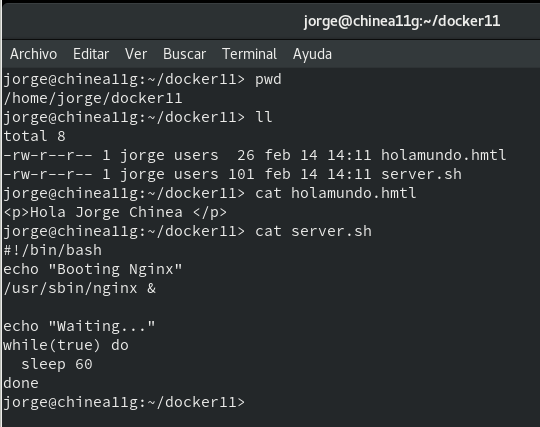 jorge@chinea11g:~/docker11
Archivo Editar Ver Buscar Terminal Ayuda
jorge@chinea11g:~/docker11> pwd
/home/jorge/docker11
jorge@chinea11g:~/docker11> ll
total 8
-rw-r--r-- 1 jorge users  26 feb 14 14:11 holamundo.hmtl
-rw-r--r-- 1 jorge users 101 feb 14 14:11 server.sh
jorge@chinea11g:~/docker11> cat holamundo.hmtl
<p>Hola Jorge Chinea </p>
jorge@chinea11g:~/docker11> cat server.sh
#!/bin/bash
echo "Booting Nginx"
/usr/sbin/nginx &

echo "Waiting..."
while(true) do
  sleep 60
done
jorge@chinea11g:~/docker11>